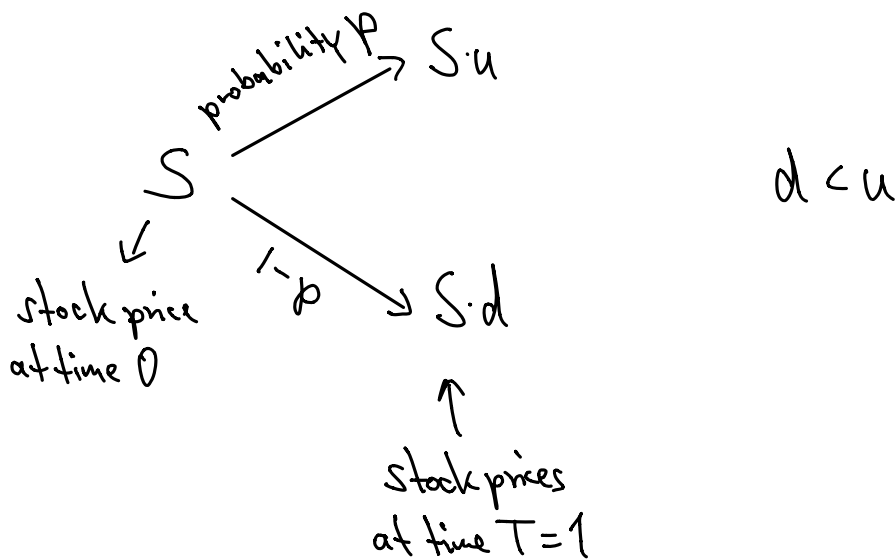 probability p
S·u
S
d < u
1-p
S·d
stock price
at time 0
stock prices
at time T=1